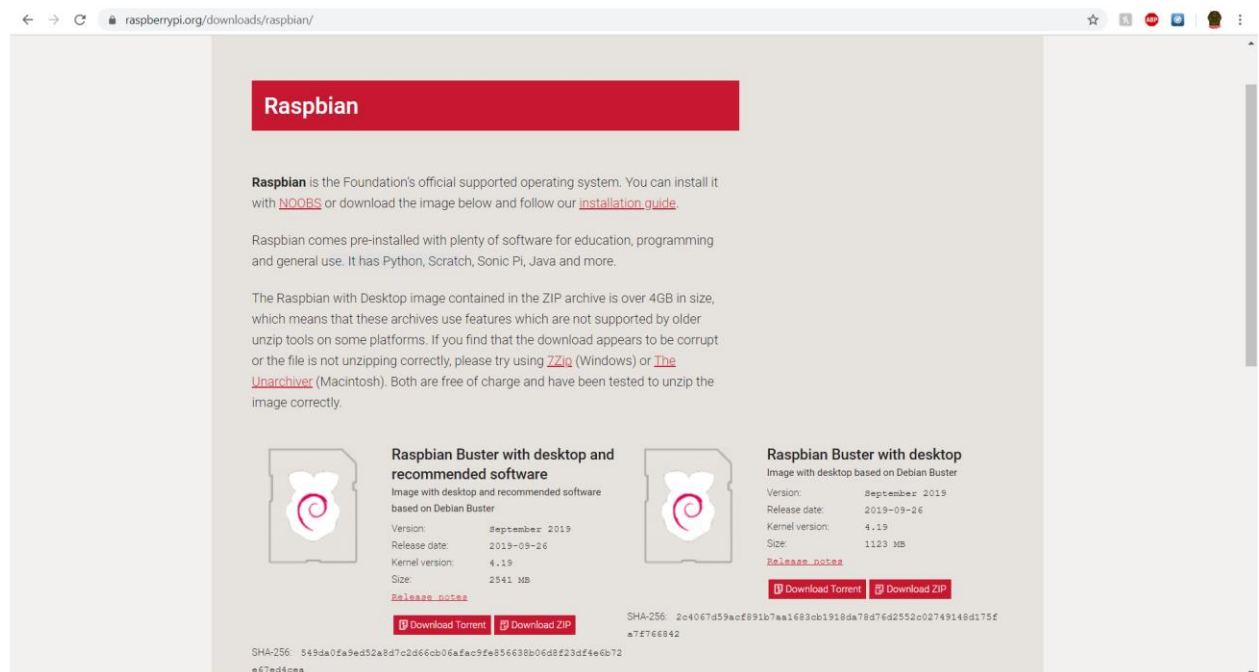 raspberrypi.org/downloads/raspbian/
ABP
Raspbian
Raspbian is the Foundation's official supported operating system. You can install it
with NOOBS or download the image below and follow our installation guide.
Raspbian comes pre-installed with plenty of software for education, programming
and general use. It has Python, Scratch, Sonic Pi, Java and more.
The Raspbian with Desktop image contained in the ZIP archive is over 4GB in size,
which means that these archives use features which are not supported by older
unzip tools on some platforms. If you find that the download appears to be corrupt
or the file is not unzipping correctly, please try using 7Zip (Windows) or The
Unarchiver (Macintosh). Both are free of charge and have been tested to unzip the
image correctly.
Raspbian Buster with desktop and
recommended software
Image with desktop and recommended software
based on Debian Buster
Version: September 2019
Release date: 2019-09-26
Kernel version: 4.19
Size: 2541 MB
Release notes
Download Torrent Download ZIP
SHA-256: 549da0fa9ed52a8d7c2d66cb06afac9fe856638b06d8f23df4e6b72
e67ed4cea
Raspbian Buster with desktop
Image with desktop based on Debian Buster
Version: September 2019
Release date: 2019-09-26
Kernel version: 4.19
Size: 1123 MB
Release notes
Download Torrent Download ZIP
SHA-256: 2c4067d59acf891b7aa1683cb1918da78d76d2552c02749148d175f
a7f766842